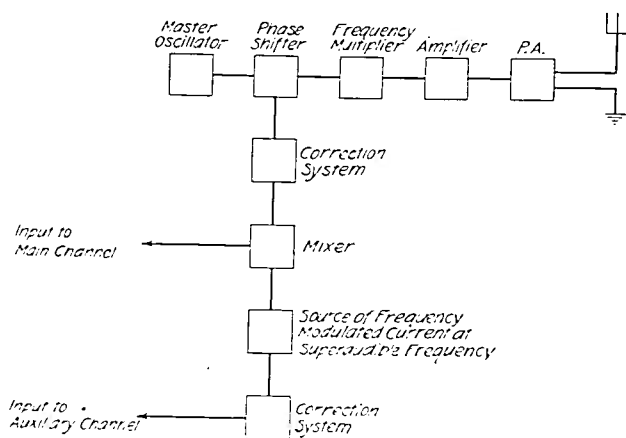 Master
Oscillator
Phase
Shifter
Frequency
Multiplier
Amplifier
P.A.
Correction
System
Input to
Main Channel
Mixer
Source of Frequency
Modulated Current at
Superaudible Frequency
Input to
Auxiliary Channel
Correction
System